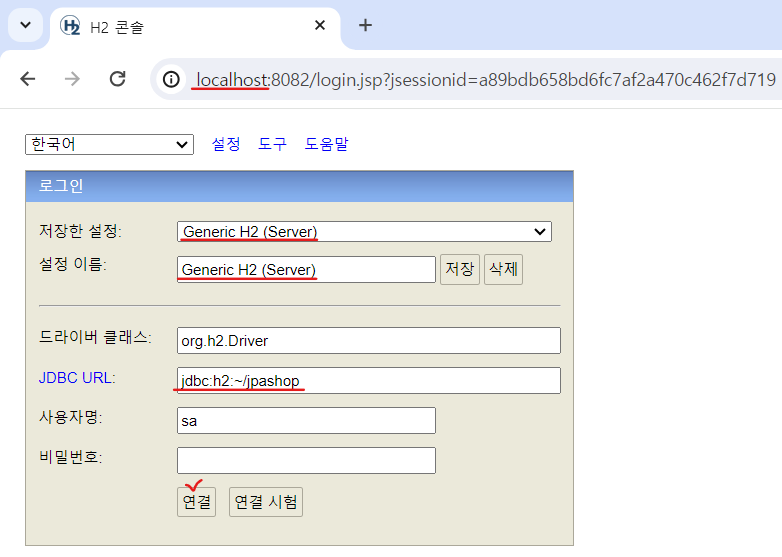 H2 콘솔
localhost:8082/login.jsp?jsessionid=a89bdb658bd6fc7af2a470c462f7d719
한국어 설정 도구 도움말
로그인
저장한 설정: Generic H2 (Server)
설정 이름: Generic H2 (Server) 저장 삭제
드라이버 클래스: org.h2.Driver
JDBC URL: jdbc:h2:~/jpashop
사용자명: sa
비밀번호:
연결 연결 시험